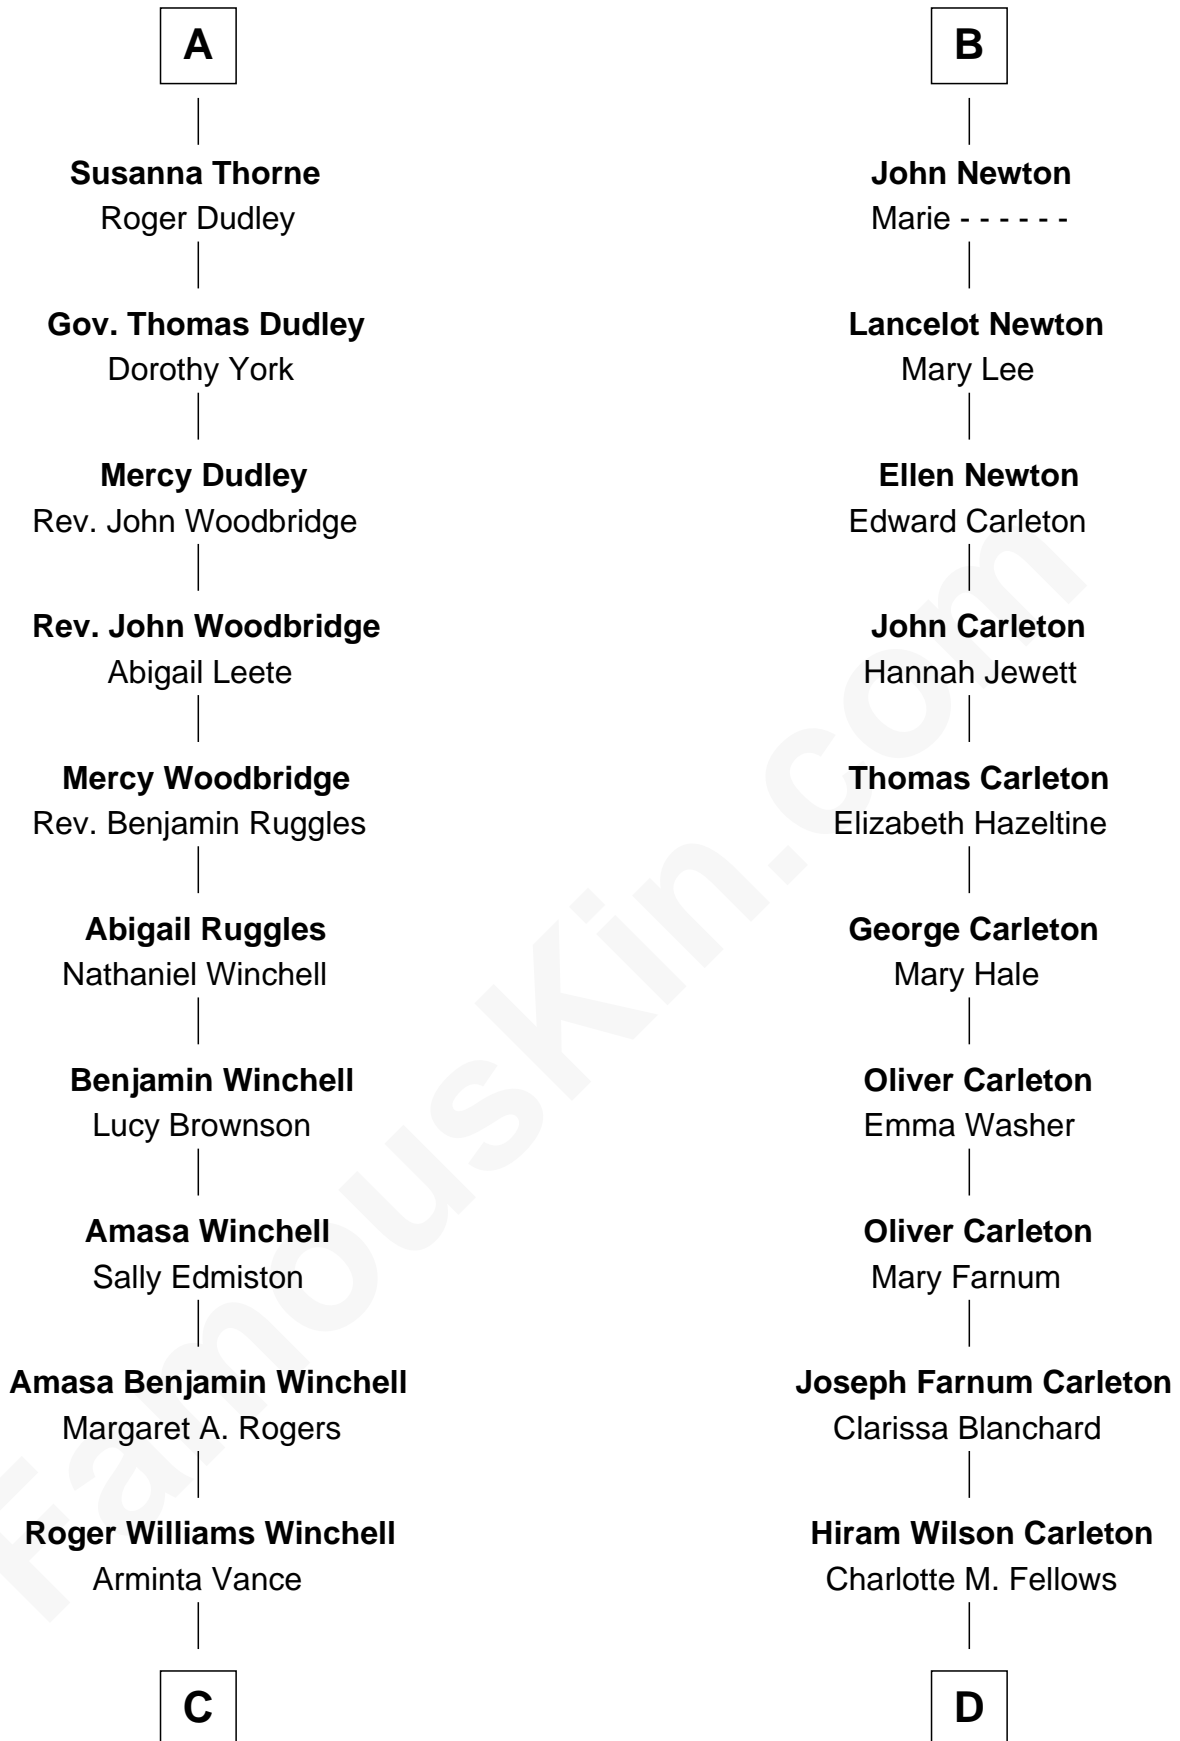 A
Susanna Thorne
Roger Dudley
Gov. Thomas Dudley
Dorothy York
Mercy Dudley
Rev. John Woodbridge
Rev. John Woodbridge
Abigail Leete
Mercy Woodbridge
Rev. Benjamin Ruggles
Abigail Ruggles
Nathaniel Winchell
Benjamin Winchell
Lucy Brownson
Amasa Winchell
Sally Edmiston
Amasa Benjamin Winchell
Margaret A. Rogers
Roger Williams Winchell
Arminta Vance
C
B
John Newton
Marie - - - - - -
Lancelot Newton
Mary Lee
Ellen Newton
Edward Carleton
John Carleton
Hannah Jewett
Thomas Carleton
Elizabeth Hazeltine
George Carleton
Mary Hale
Oliver Carleton
Emma Washer
Oliver Carleton
Mary Farnum
Joseph Farnum Carleton
Clarissa Blanchard
Hiram Wilson Carleton
Charlotte M. Fellows
D
FamousKin.com